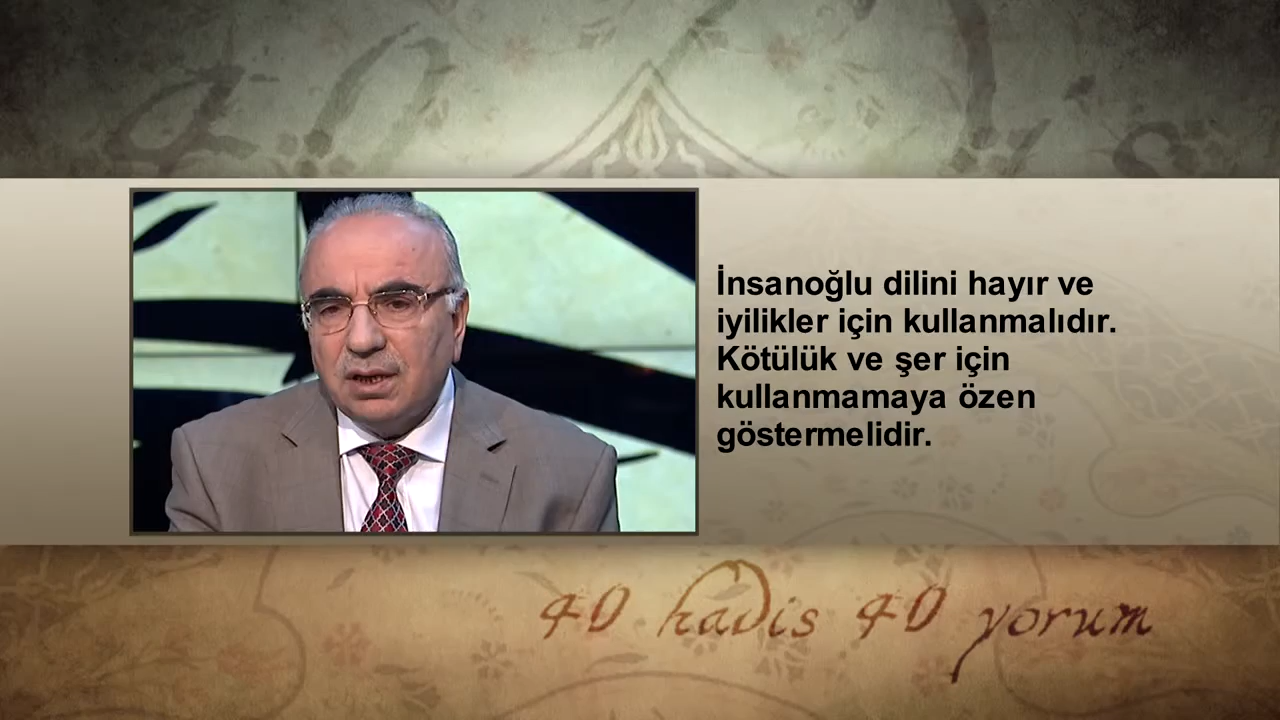 İnsanoğlu dilini hayır ve
iyilikler için kullanmalıdır.
Kötülük ve şer için
kullanmamaya özen
göstermelidir.
40 hadis 40 yorum